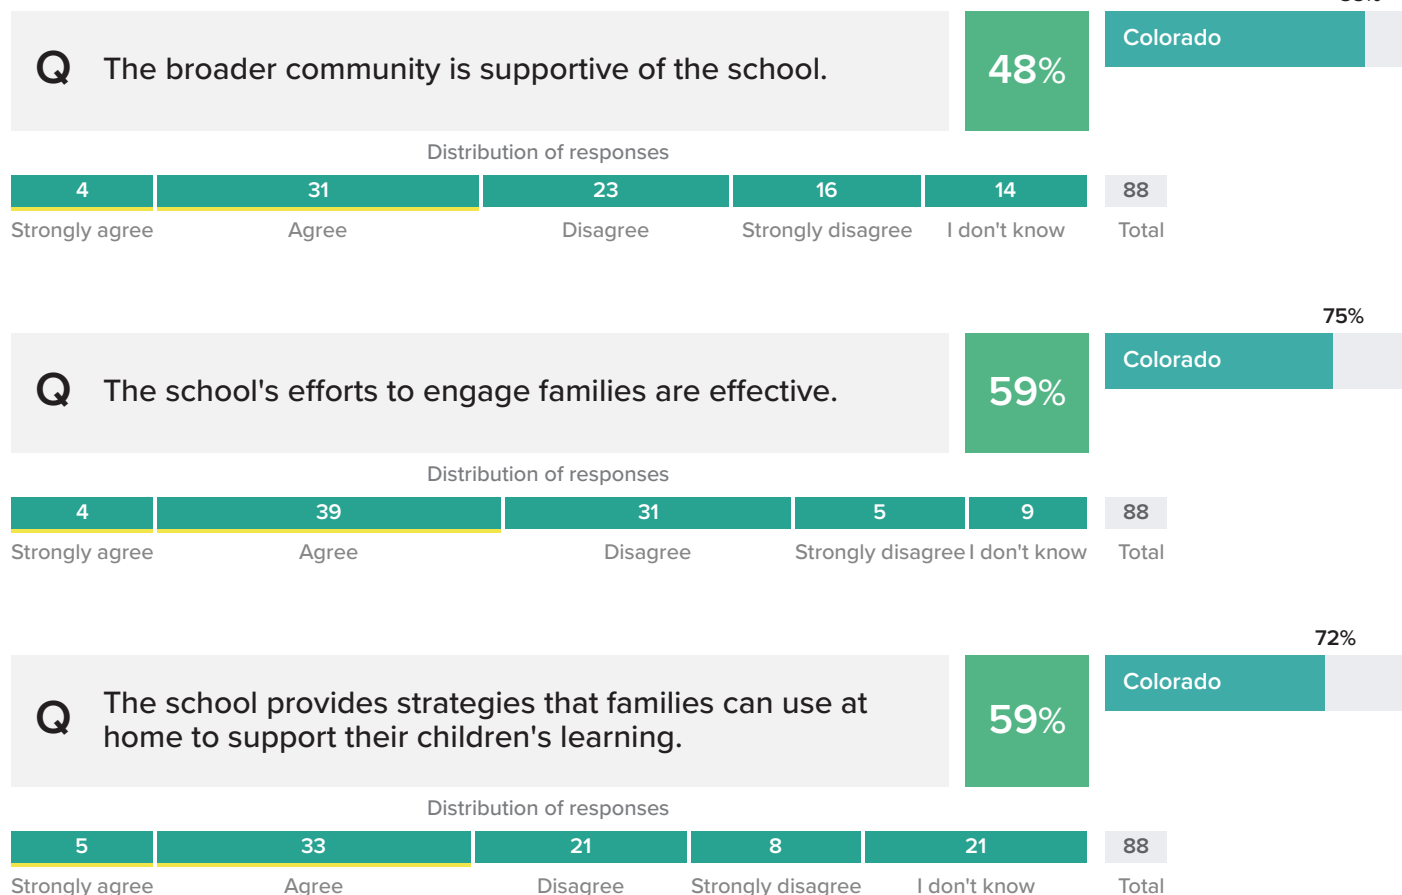 Q The broader community is supportive of the school. 48% Colorado
Distribution of responses
4 31 23 16 14 88
Strongly agree Agree Disagree Strongly disagree I don't know Total
75%
Q The school's efforts to engage families are effective. 59% Colorado
Distribution of responses
4 39 31 5 9 88
Strongly agree Agree Disagree Strongly disagree I don't know Total
72%
Colorado
Q The school provides strategies that families can use at
home to support their children's learning.
59%
Distribution of responses
5 33 21 8 21 88
Strongly agree Agree Disagree Strongly disagree I don't know Total